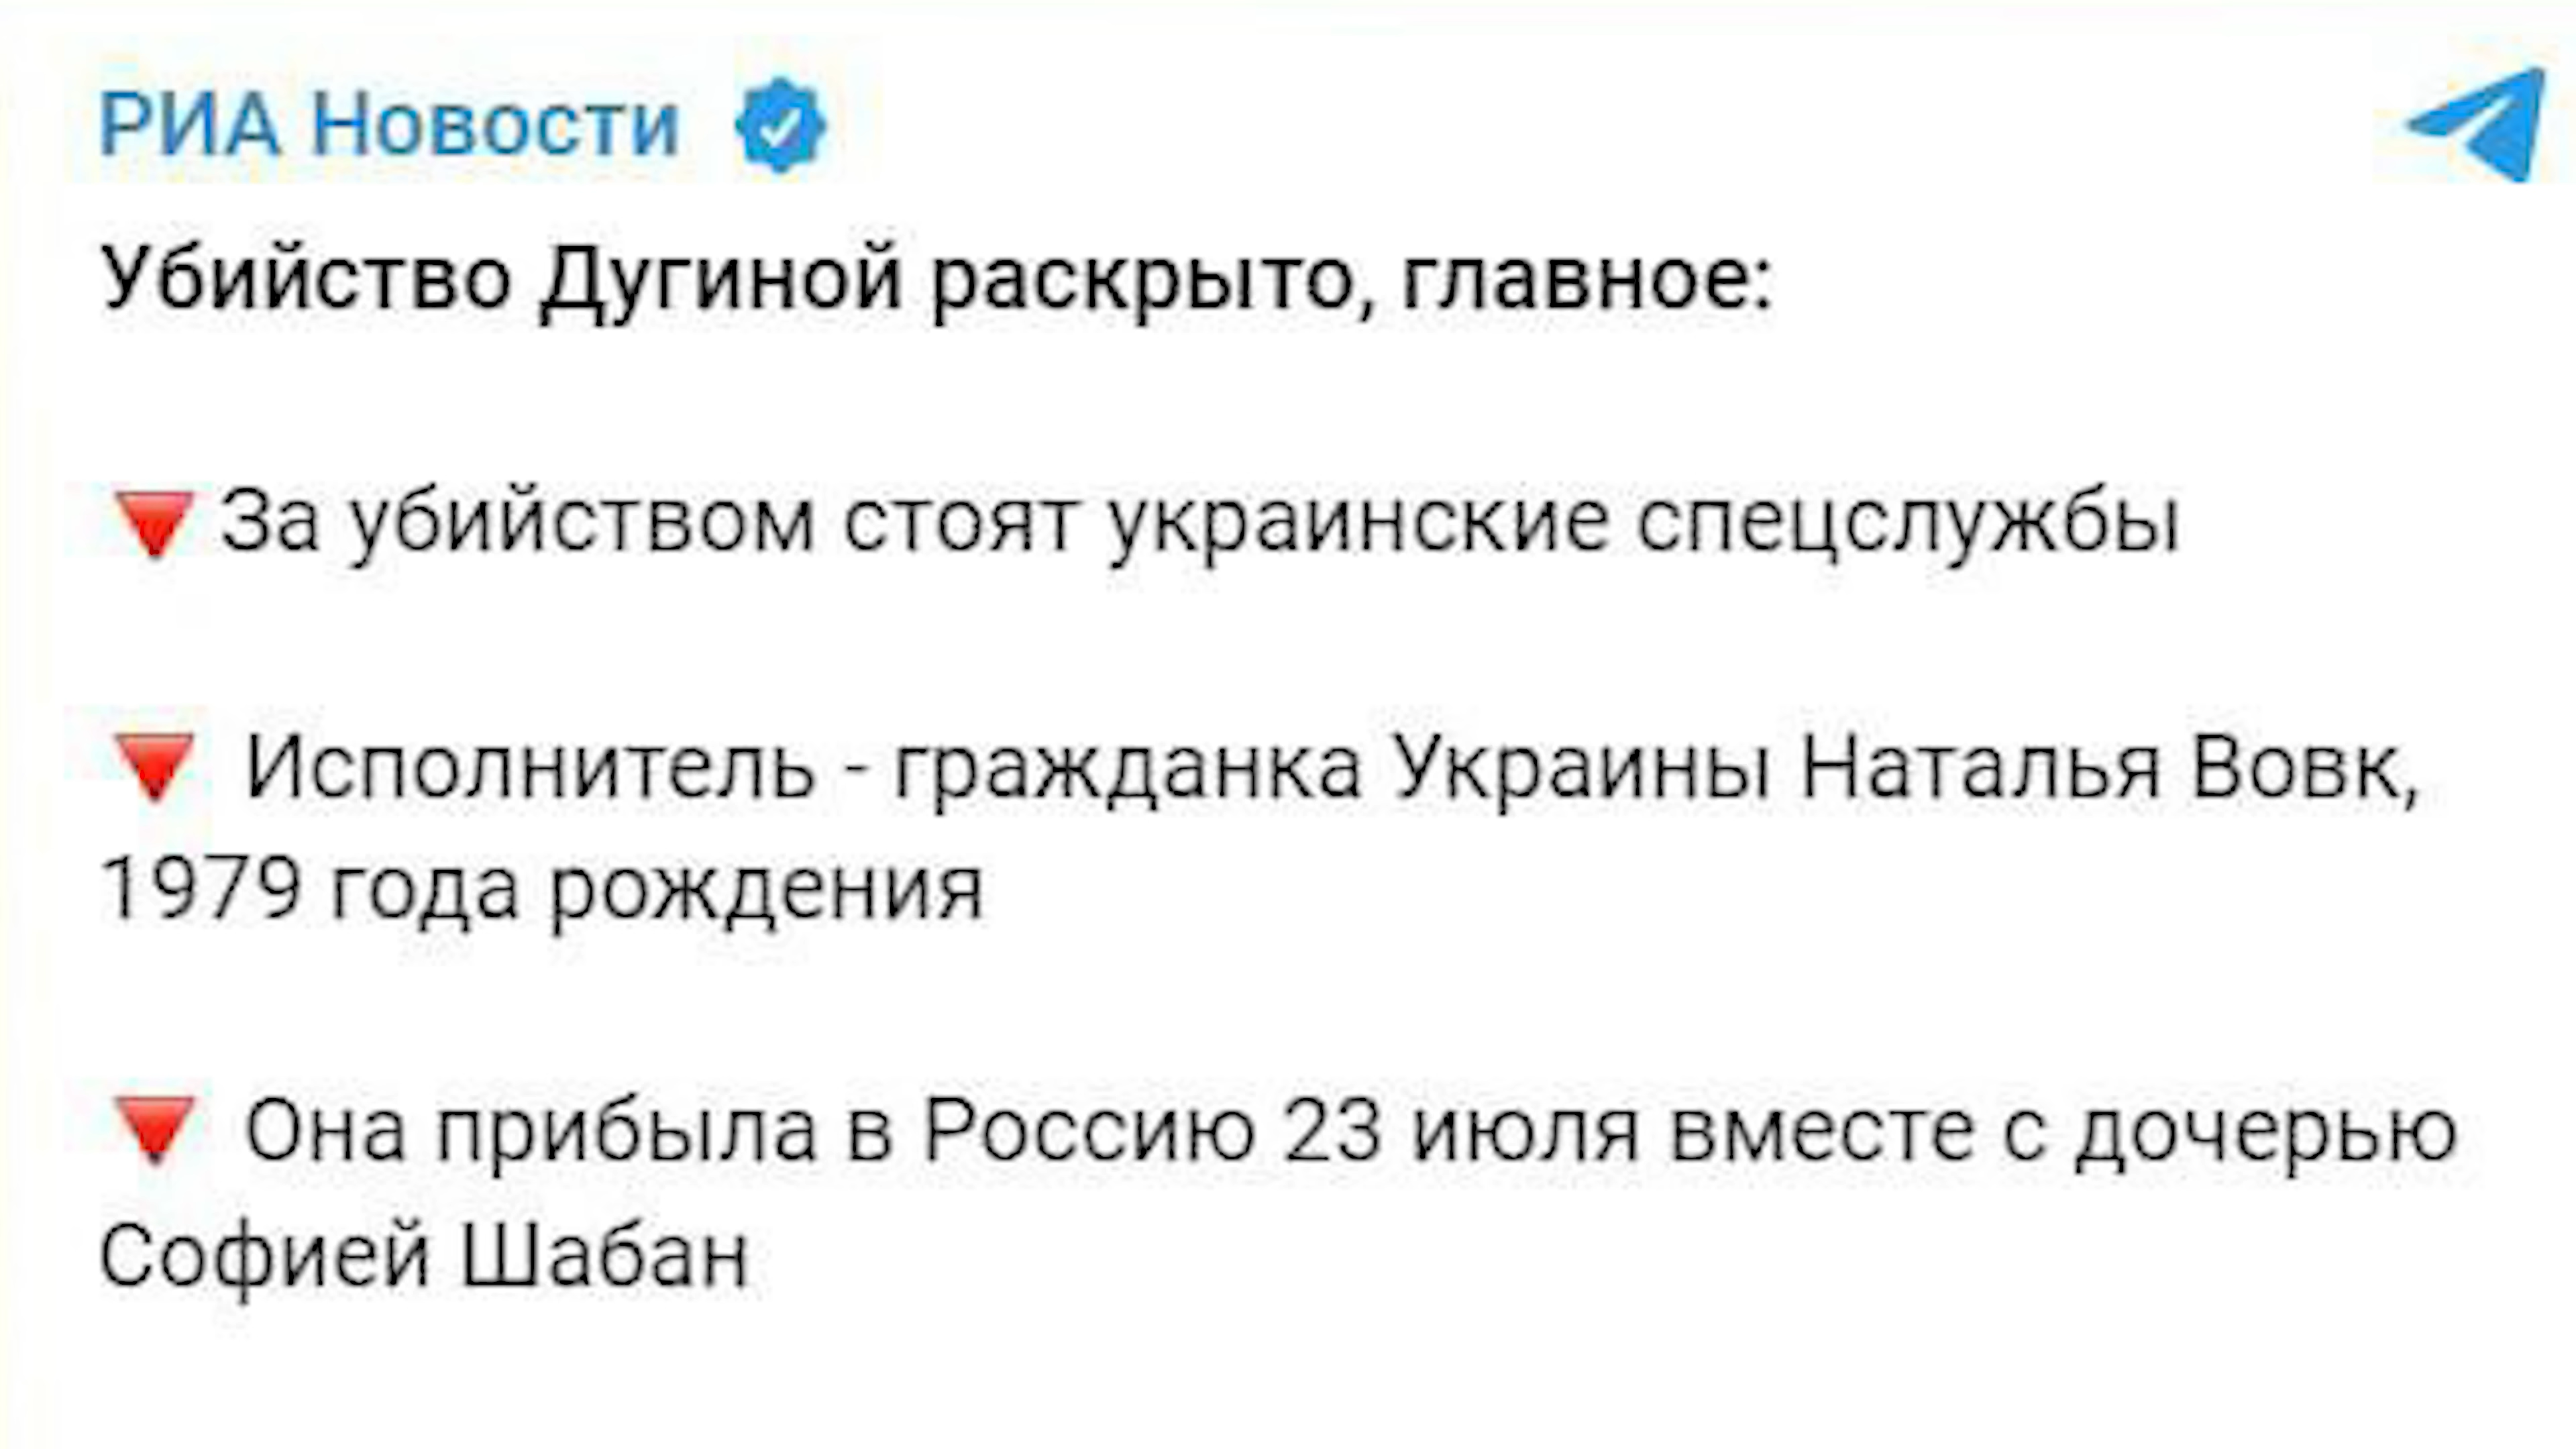 РИА Новости
Убийство Дугиной раскрыто, главное:
За убийством стоят украинские спецслужбы
Исполнитель - гражданка Украины Наталья Вовк,
1979 года рождения
Она прибыла в Россию 23 июля вместе с дочерью
Софией Шабан